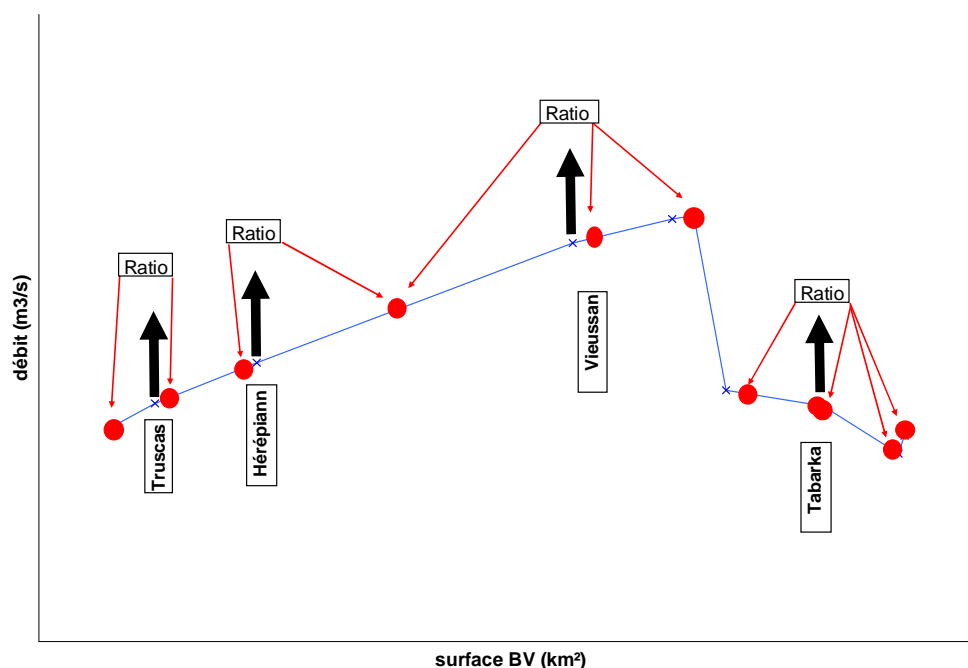 Ratio
Ratio
Ratio
Ratio
débit (m3/s)
Truscas
Hérépiann
Vieussan
Tabarka
surface BV (km²)